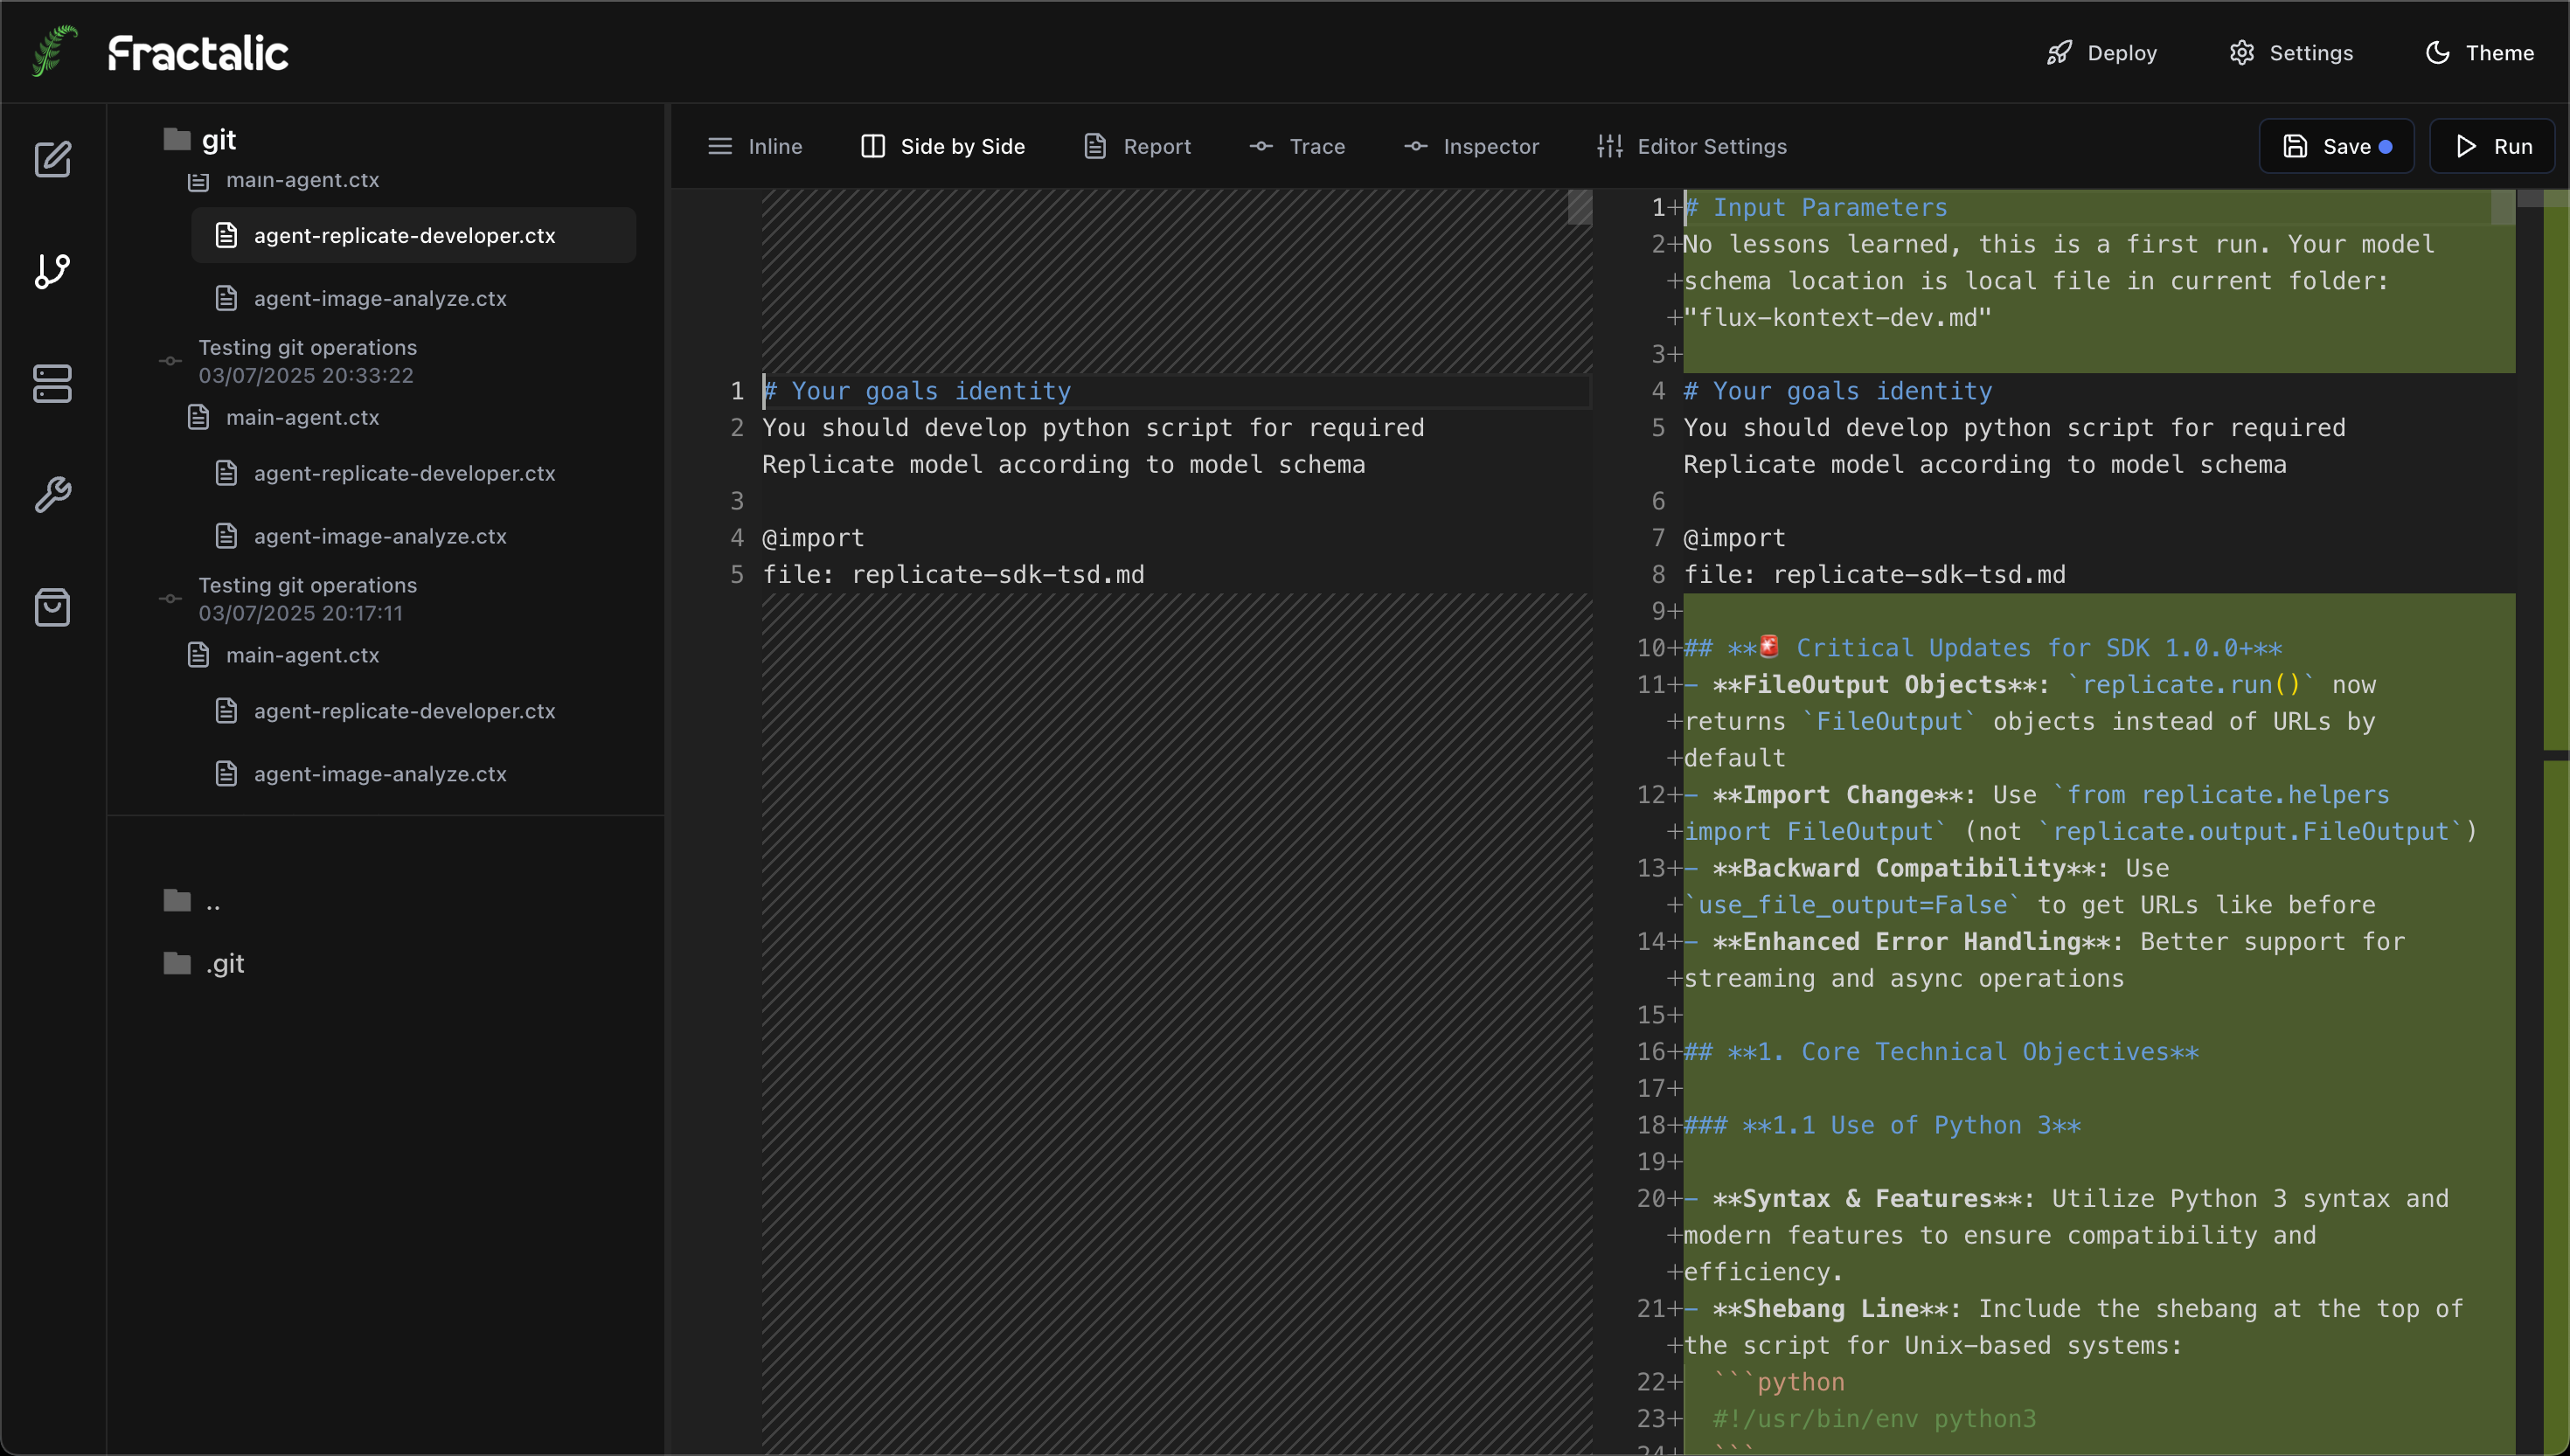 Fractalic
Deploy
Settings
Theme
git
main-agent.ctx
agent-replicate-developer.ctx
agent-image-analyze.ctx
Testing git operations
03/07/2025 20:33:22
main-agent.ctx
agent-replicate-developer.ctx
agent-image-analyze.ctx
Testing git operations
03/07/2025 20:17:11
main-agent.ctx
agent-replicate-developer.ctx
agent-image-analyze.ctx
..
.git
Inline
Side by Side
Report
Trace
Inspector
Editor Settings
Save
Run
1 # Your goals identity
2 You should develop python script for required
Replicate model according to model schema
3
4 @import
5 file: replicate-sdk-tsd.md
1+# Input Parameters
2+No lessons learned, this is a first run. Your model
+schema location is local file in current folder:
+"flux-kontext-dev.md"
3+
4 # Your goals identity
5 You should develop python script for required
Replicate model according to model schema
6
7 @import
8 file: replicate-sdk-tsd.md
9+
10+## **🚨 Critical Updates for SDK 1.0.0+**
11+- **FileOutput Objects**: `replicate.run()` now
+returns `FileOutput` objects instead of URLs by
+default
12+- **Import Change**: Use `from replicate.helpers
+import FileOutput` (not `replicate.output.FileOutput`)
13+- **Backward Compatibility**: Use
+`use_file_output=False` to get URLs like before
14+- **Enhanced Error Handling**: Better support for
+streaming and async operations
15+
16+## **1. Core Technical Objectives**
17+
18+### **1.1 Use of Python 3**
19+
20+- **Syntax & Features**: Utilize Python 3 syntax and
+modern features to ensure compatibility and
+efficiency.
21+- **Shebang Line**: Include the shebang at the top of
+the script for Unix-based systems:
22+ ```python
23+ #!/usr/bin/env python3
24+ ```